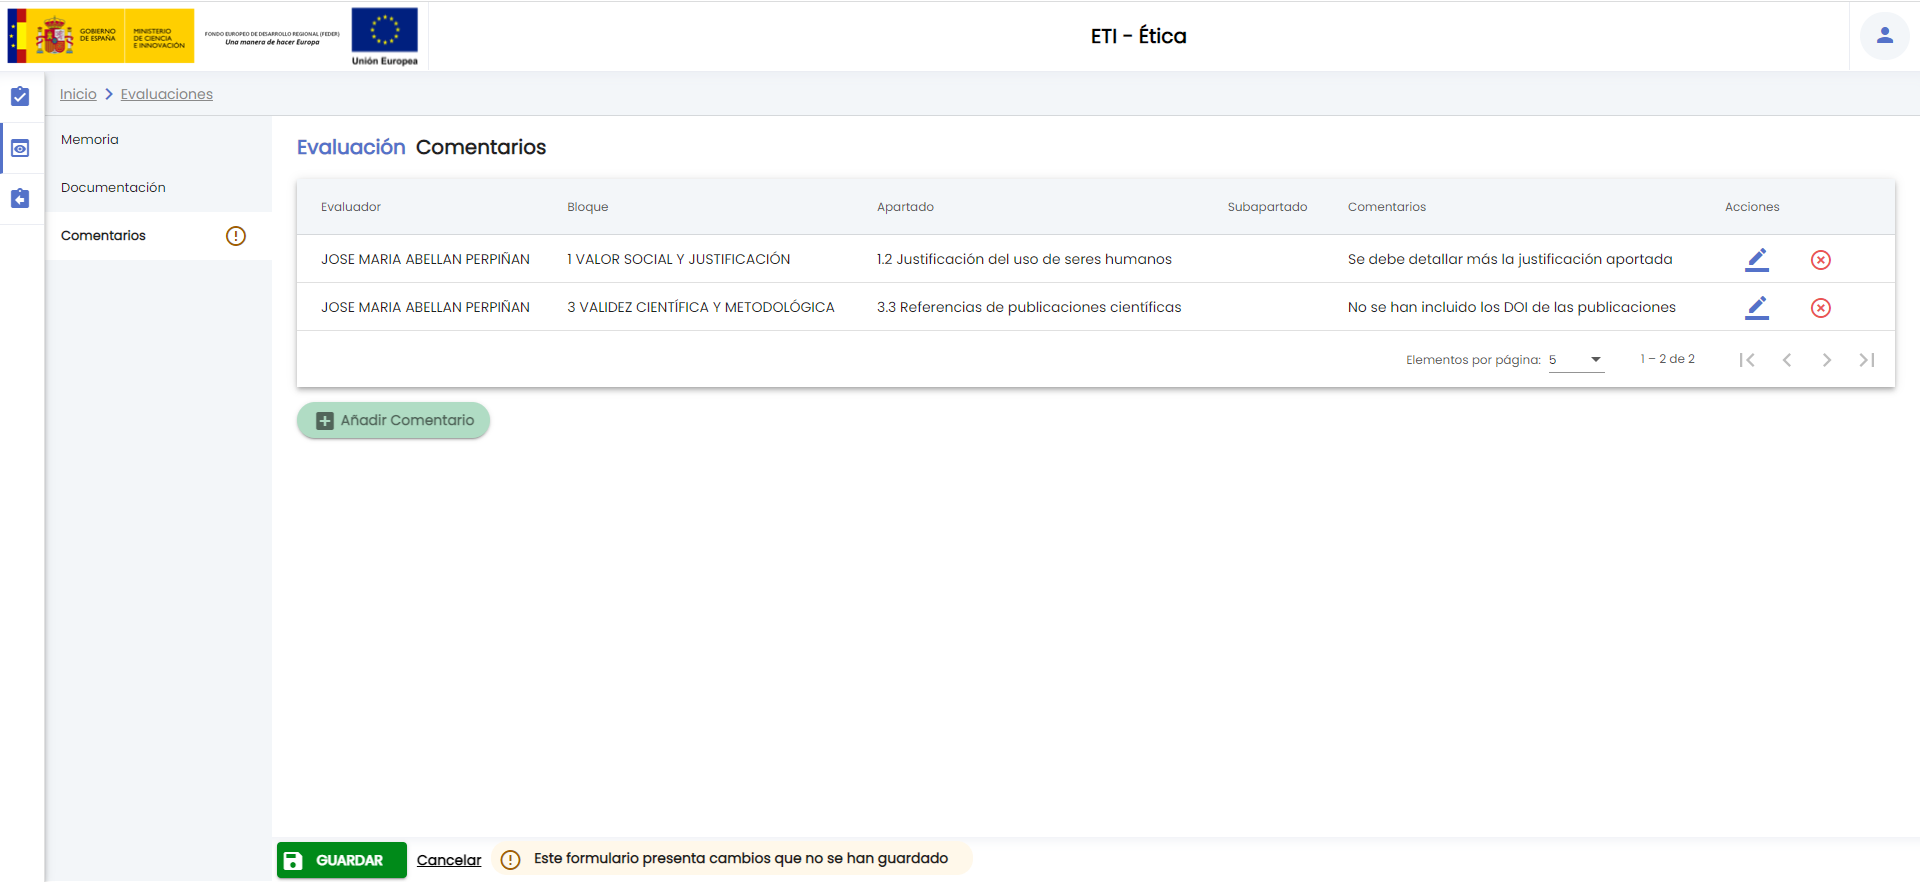 GOBIERNO
DE ESPAÑA
MINISTERIO
DE CIENCIA
E INNOVACIÓN
FONDO EUROPEO DE DESARROLLO REGIONAL (FEDER)
Una manera de hacer Europa
Unión Europea
ETI - Ética
Inicio Evaluaciones
Memoria
Documentación
Comentarios
Evaluación Comentarios
Evaluador Bloque Apartado Subapartado Comentarios Acciones
JOSE MARIA ABELLAN PERPIÑAN 1 VALOR SOCIAL Y JUSTIFICACIÓN 1.2 Justificación del uso de seres humanos Se debe detallar más la justificación aportada
JOSE MARIA ABELLAN PERPIÑAN 3 VALIDEZ CIENTÍFICA Y METODOLÓGICA 3.3 Referencias de publicaciones científicas No se han incluido los DOI de las publicaciones
Elementos por página: 5 1 – 2 de 2
Añadir Comentario
GUARDAR Cancelar Este formulario presenta cambios que no se han guardado